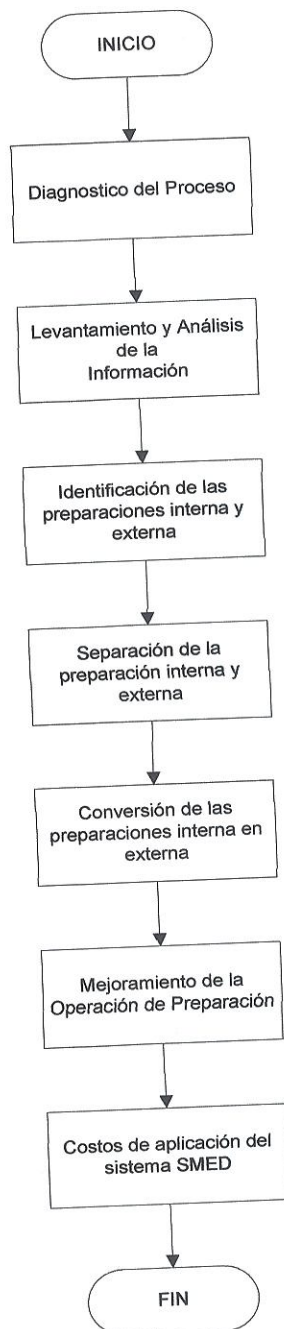 INICIO
Diagnostico del Proceso
Levantamiento y Análisis
de la
Información
Identificación de las
preparaciones interna y
externa
Separación de la
preparación interna y
externa
Conversión de las
preparaciones interna en
externa
Mejoramiento de la
Operación de Preparación
Costos de aplicación del
sistema SMED
FIN